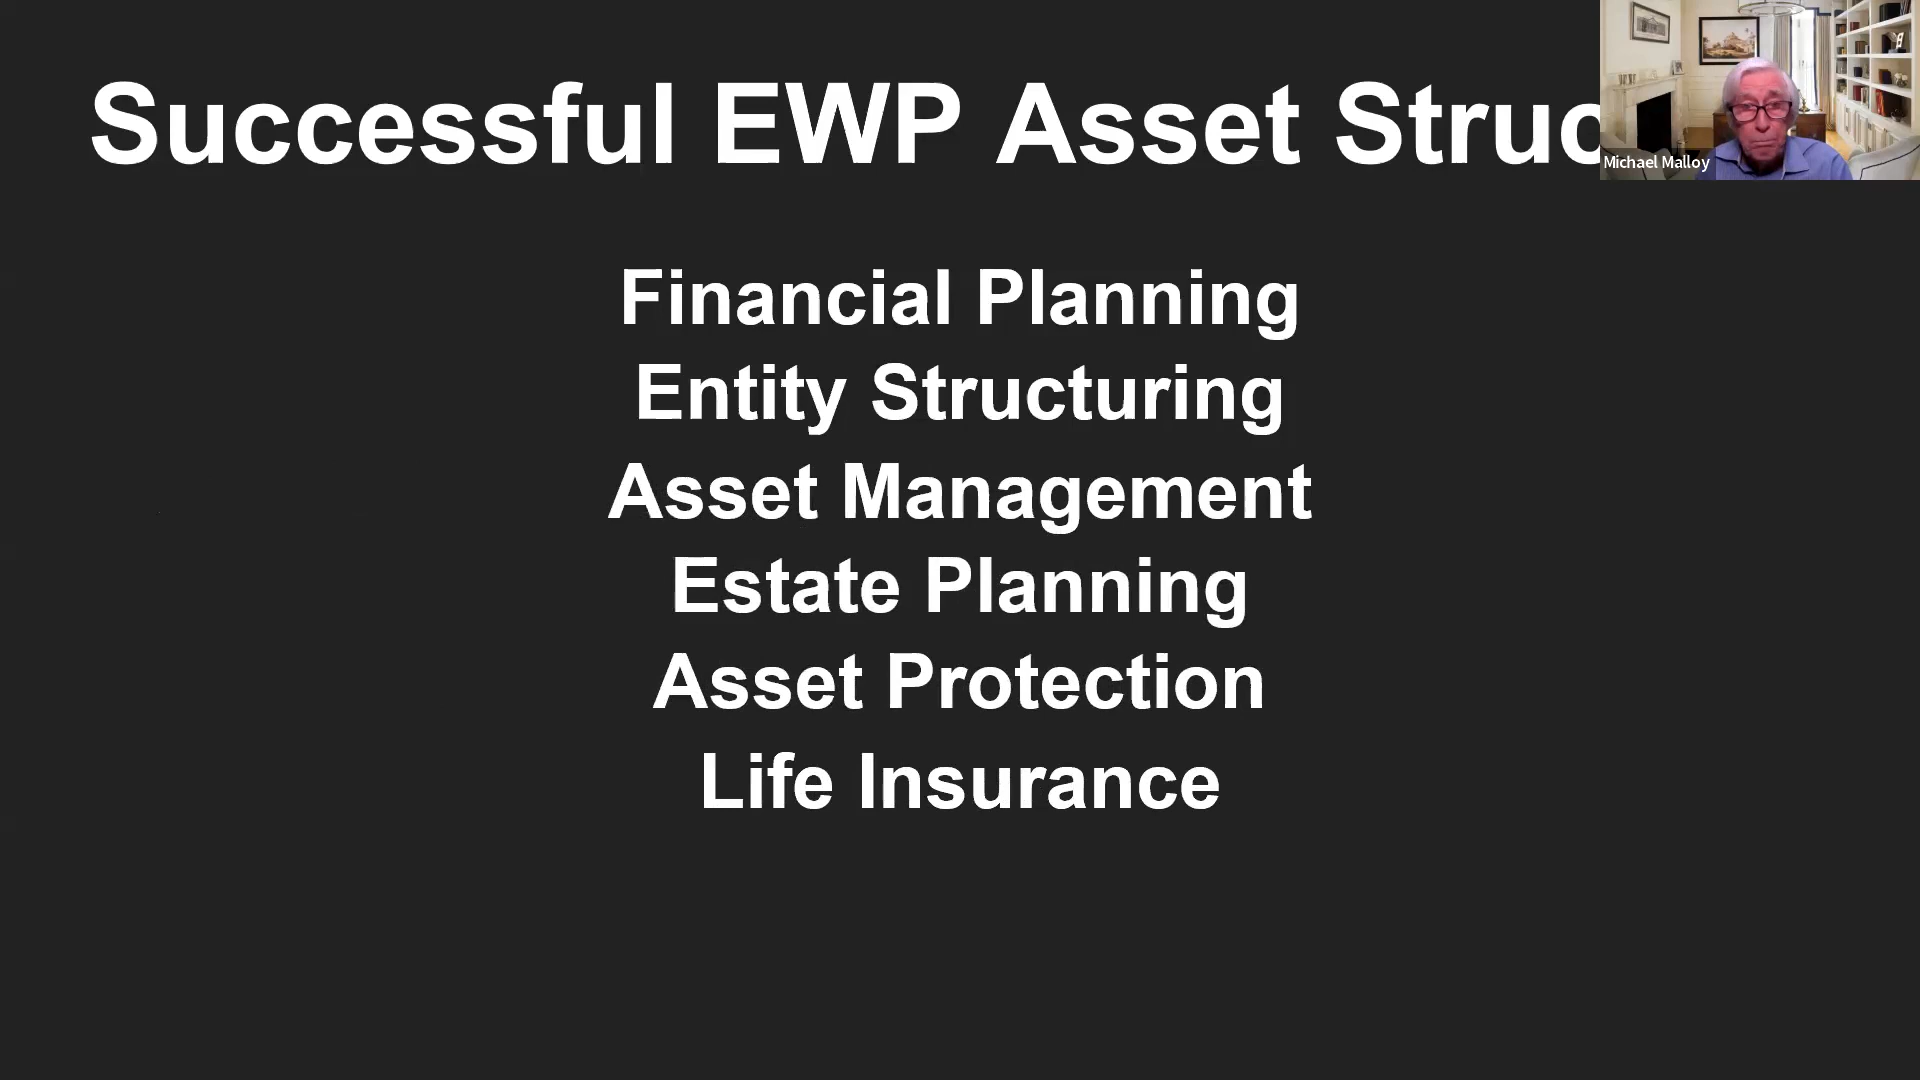 Successful EWP Asset Struc
Michael Malloy
Financial Planning
Entity Structuring
Asset Management
Estate Planning
Asset Protection
Life Insurance